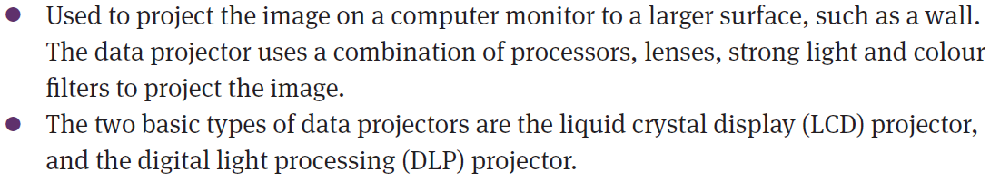 ● Used to project the image on a computer monitor to a larger surface, such as a wall.
The data projector uses a combination of processors, lenses, strong light and colour
filters to project the image.
● The two basic types of data projectors are the liquid crystal display (LCD) projector,
and the digital light processing (DLP) projector.